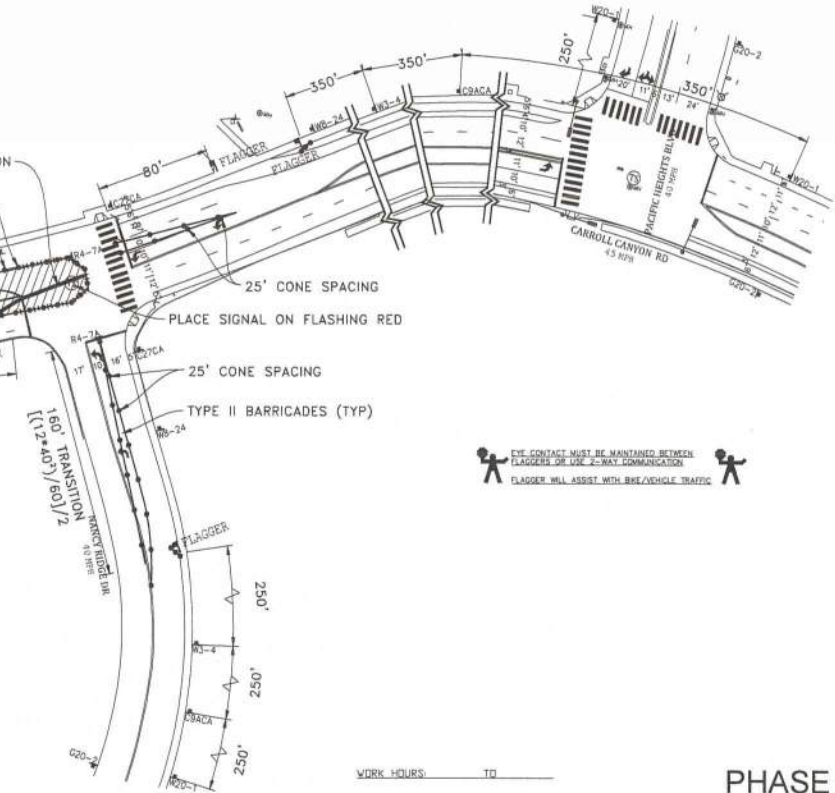 W20-1
G20-2
250'
350'
350'
350'
20' 11' 6' 13' 24'
C9ACA
W3-4
W8-24
FLAGGER
FLAGGER
80'
C27CA
PACIFIC HEIGHTS BLVD
40 MPH
TS
W20-1
CARROLL CANYON RD
45 MPH
G20-2
R4-7A
25' CONE SPACING
PLACE SIGNAL ON FLASHING RED
R4-7A
C27CA
17' 10' 16' 5'
25' CONE SPACING
TYPE II BARRICADES (TYP)
W8-24
160' TRANSITION
[(12*40²)/60]/2
NANCY RIDGE DR
40 MPH
EYE CONTACT MUST BE MAINTAINED BETWEEN
FLAGGERS OR USE 2-WAY COMMUNICATION
FLAGGER WILL ASSIST WITH BIKE/VEHICLE TRAFFIC
FLAGGER
250'
W3-4
250'
C9ACA
250'
G20-2
W20-1
WORK HOURS: TO
PHASE